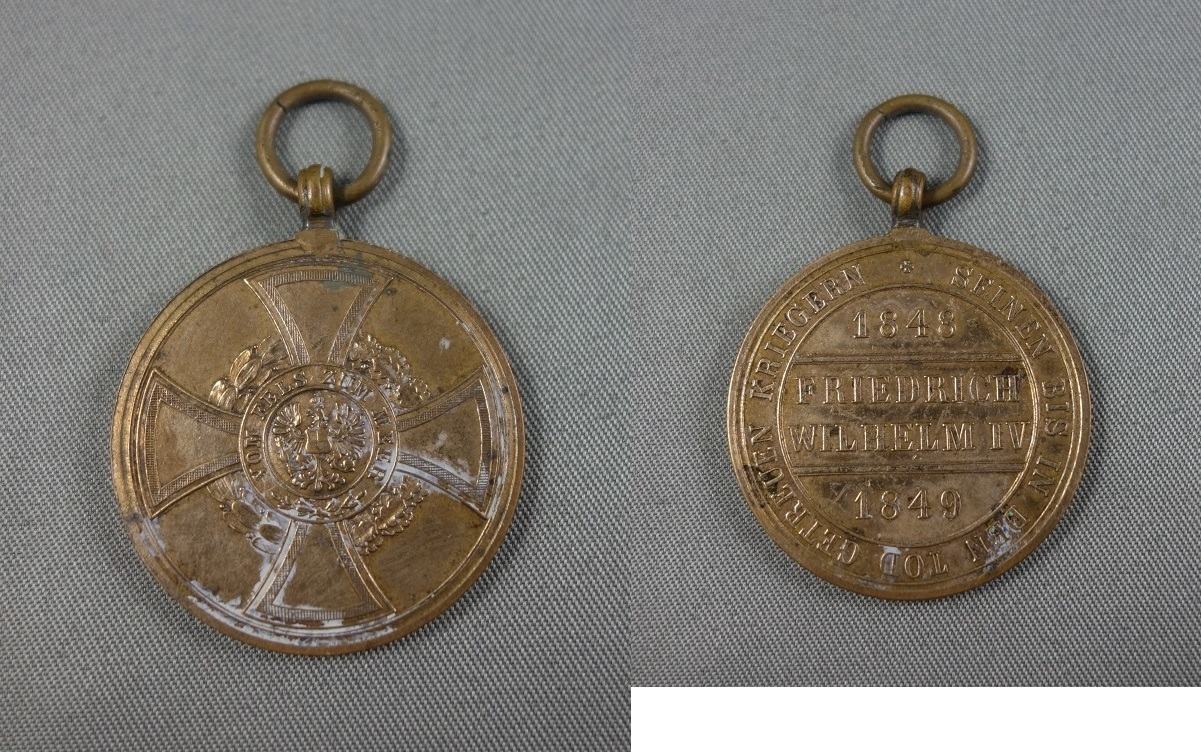 VOM FELS ZUM MEER
* SEINEN BIS IN DEN TOD GETREUEN KRIEGERN
1848
FRIEDRICH
WILHELM IV
1849